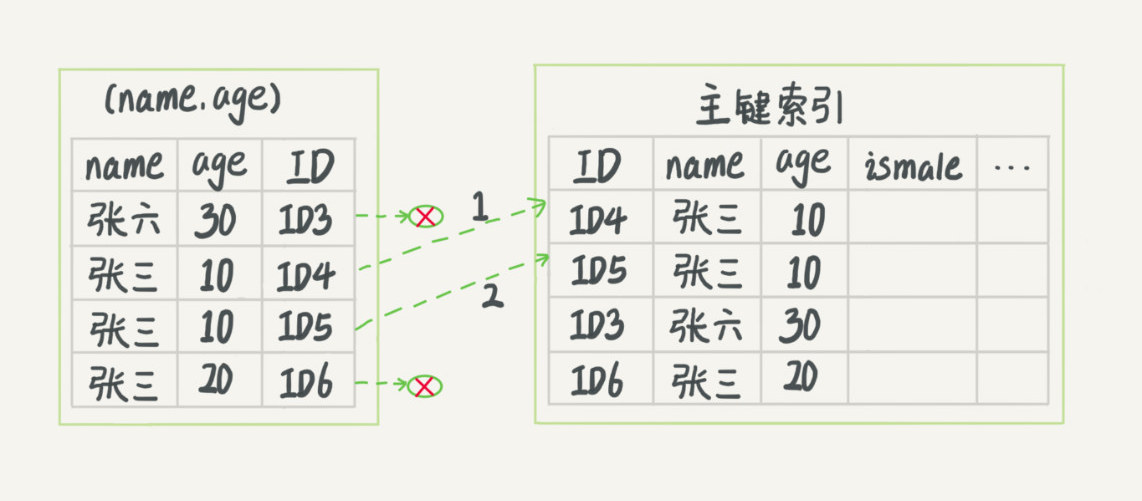 (name.age)
name age ID
张六 30 ID3
张三 10 ID4
张三 10 ID5
张三 20 ID6
1
2
主键索引
ID name age ismale ...
ID4 张三 10
ID5 张三 10
ID3 张六 30
ID6 张三 20